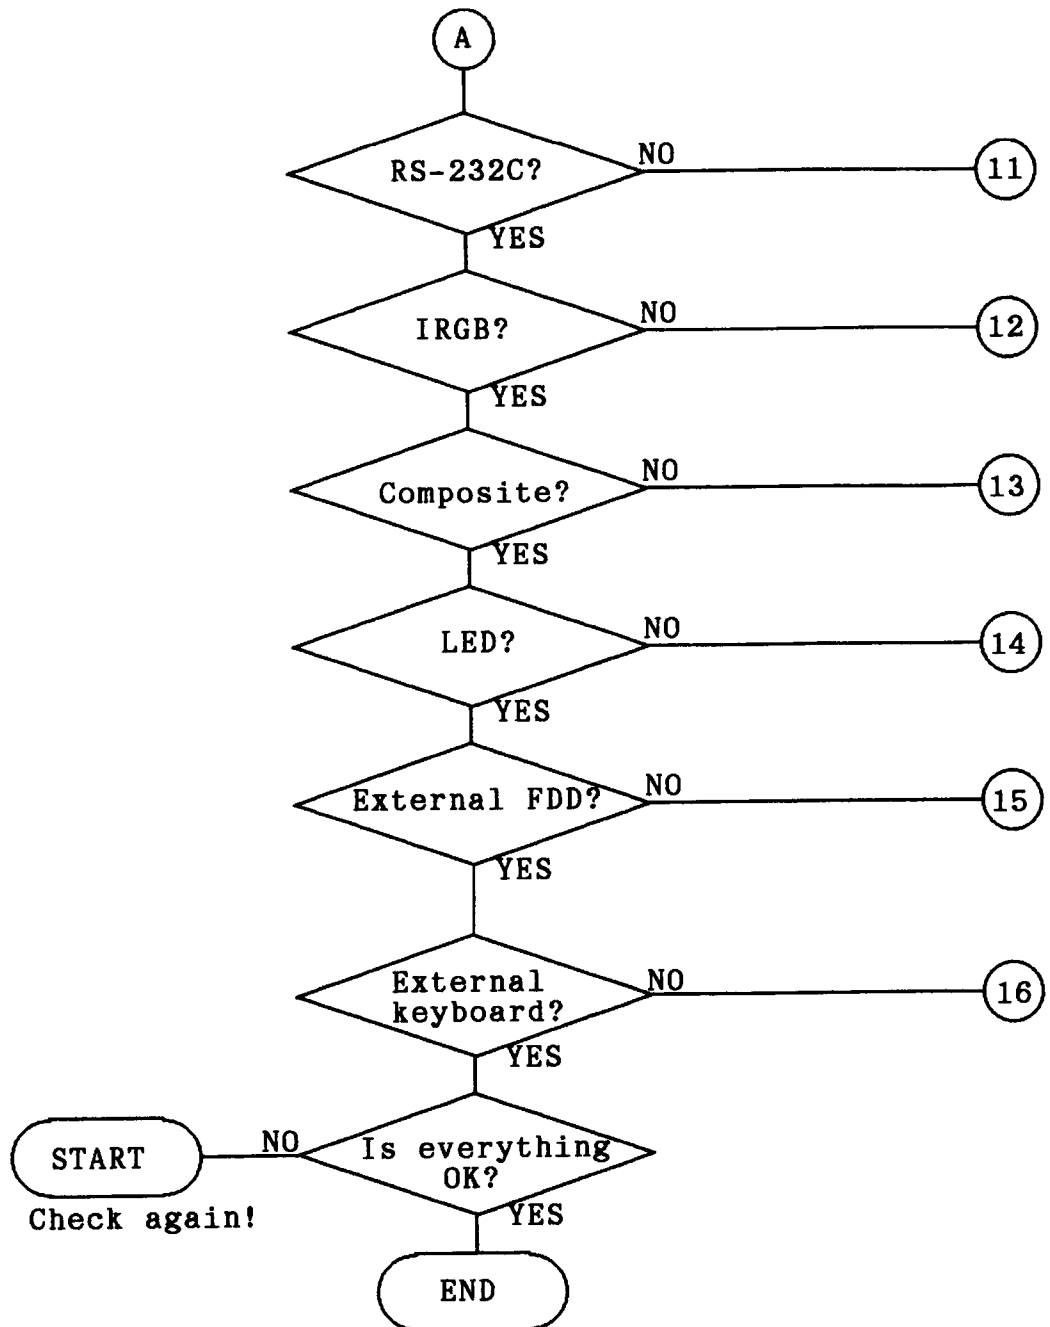 A
RS-232C?
NO
11
YES
IRGB?
NO
12
YES
Composite?
NO
13
YES
LED?
NO
14
YES
External FDD?
NO
15
YES
External
keyboard?
NO
16
YES
START
NO
Is everything
OK?
Check again!
YES
END